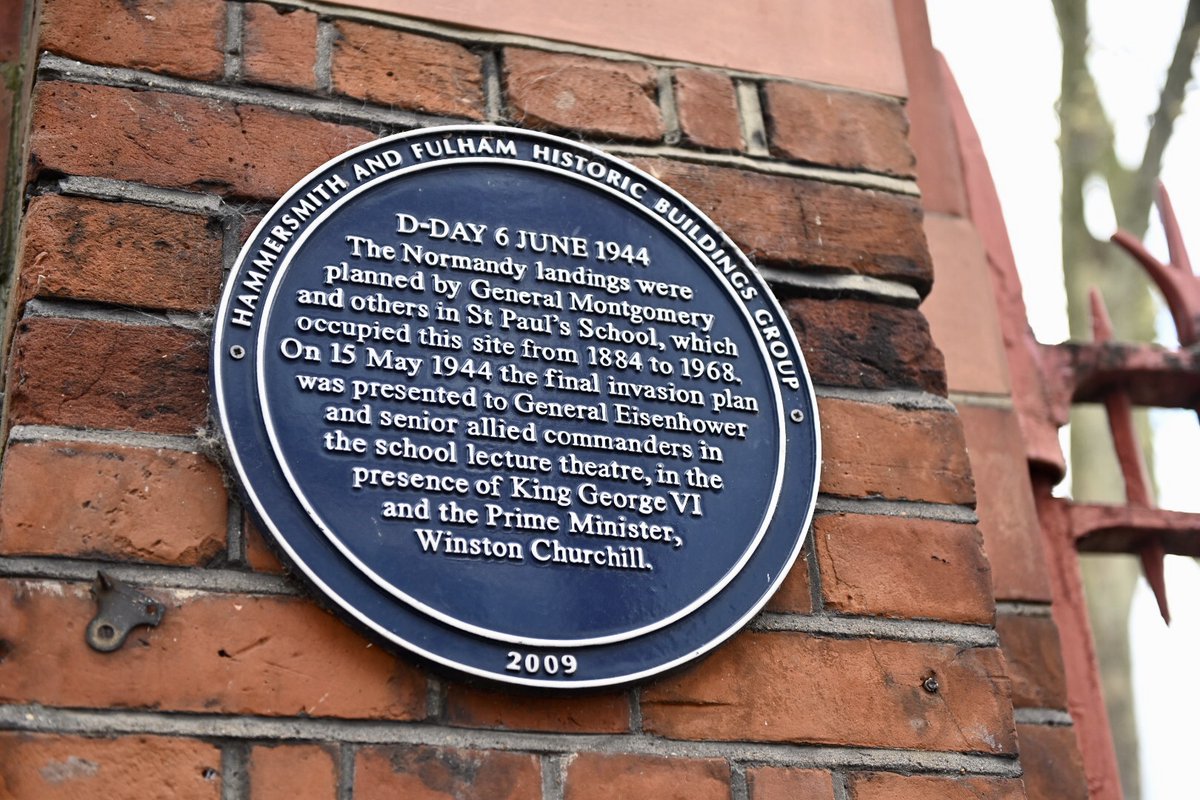 HAMMERSMITH AND FULHAM HISTORIC BUILDINGS GROUP
D-DAY 6 JUNE 1944
The Normandy landings were
planned by General Montgomery
and others in St Paul's School, which
occupied this site from 1884 to 1968.
On 15 May 1944 the final invasion plan
was presented to General Eisenhower
and senior allied commanders in
the school lecture theatre, in the
presence of King George VI
and the Prime Minister,
Winston Churchill.
2009